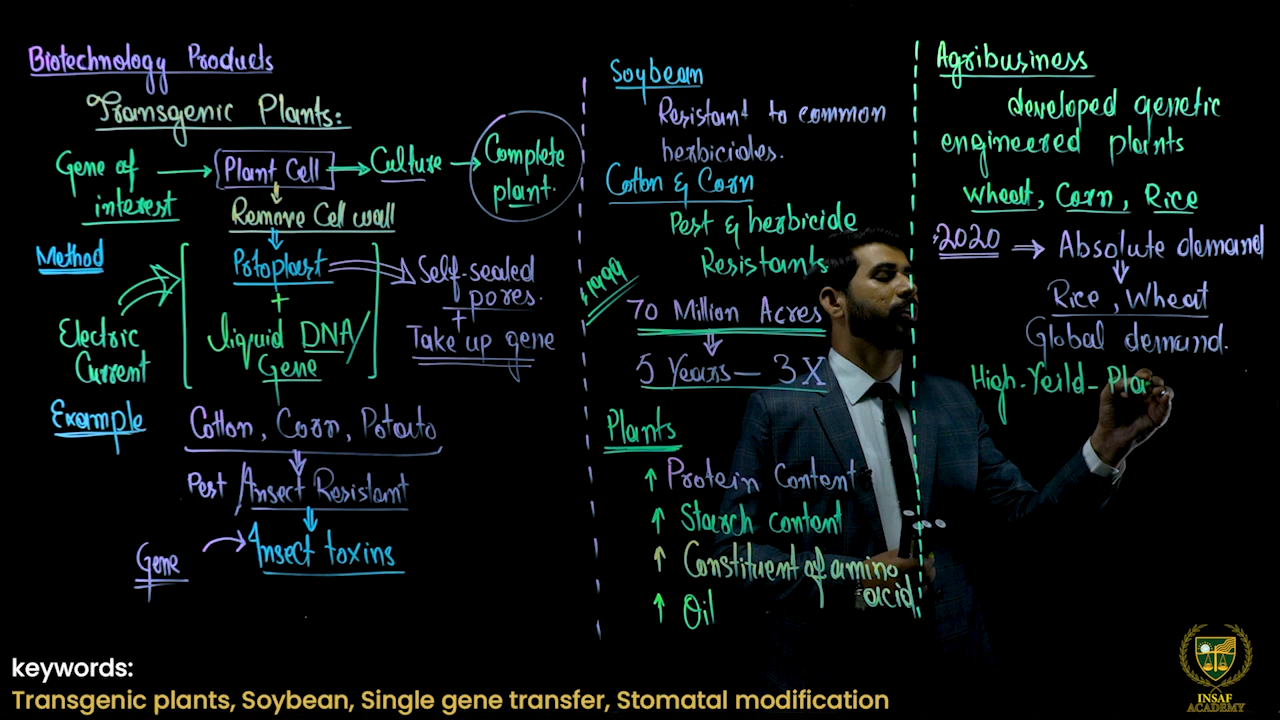 Biotechnology Products
Transgenic Plants:
Gene of interest → Plant Cell → Culture → Complete plant.
Remove Cell wall
Method
Protoplast
Self-sealed pores.
+
+
Take up gene
liquid DNA/
Gene
Electric
Current
Example
Cotton, Corn, Potato
Pest/Insect Resistant
Gene
Insect toxins
Soybean
Resistant to common
herbicides.
Cotton & Corn
Pest & herbicide
Resistants
1999
70 Million Acres
5 Years — 3X
Plants
↑ Protein Content
↑ Starch content
↑ Constituent of amino
acid
↑ Oil
Agribusiness
developed genetic
engineered plants
Wheat, Corn, Rice
2020 → Absolute demand
Rice, Wheat
Global demand.
High-Yeild-Pla
keywords:
Transgenic plants, Soybean, Single gene transfer, Stomatal modification
INSAF
ACADEMY